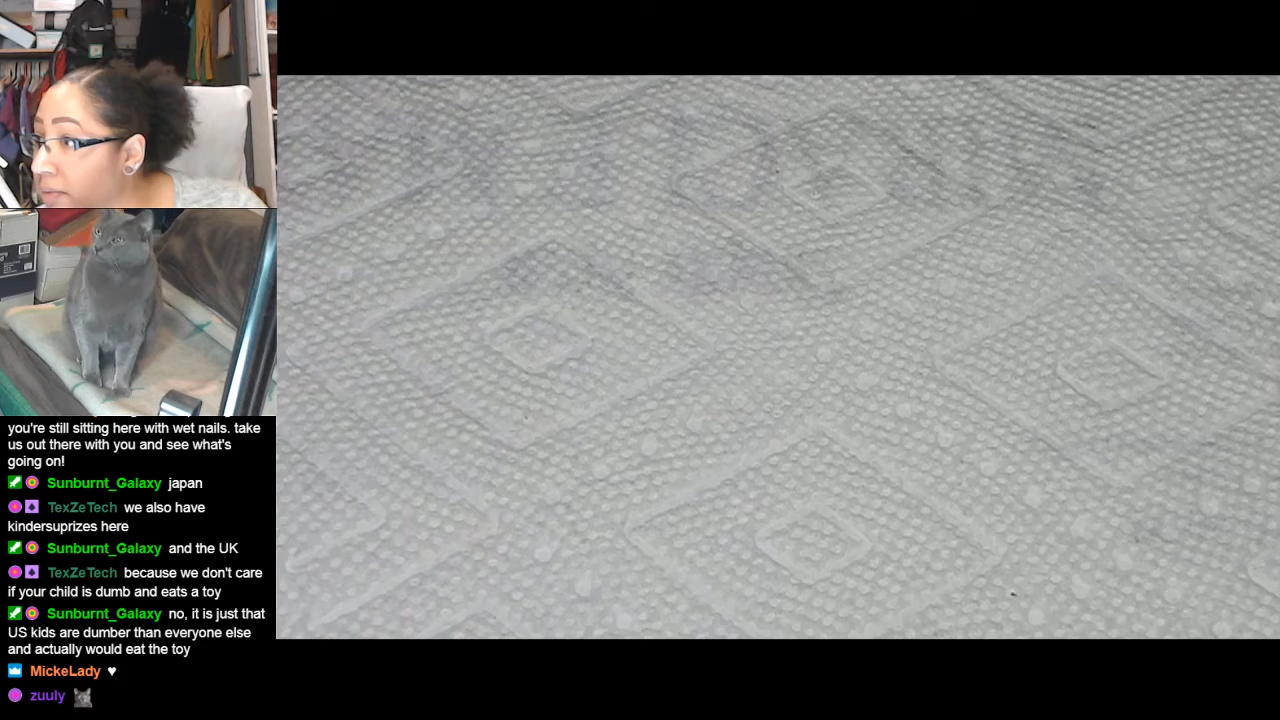 you're still sitting here with wet nails. take
us out there with you and see what's
going on!
Sunburnt_Galaxy japan
TexZeTech we also have
kindersuprizes here
Sunburnt_Galaxy and the UK
TexZeTech because we don't care
if your child is dumb and eats a toy
Sunburnt_Galaxy no, it is just that
US kids are dumber than everyone else
and actually would eat the toy
MickeLady ♥
zuuly